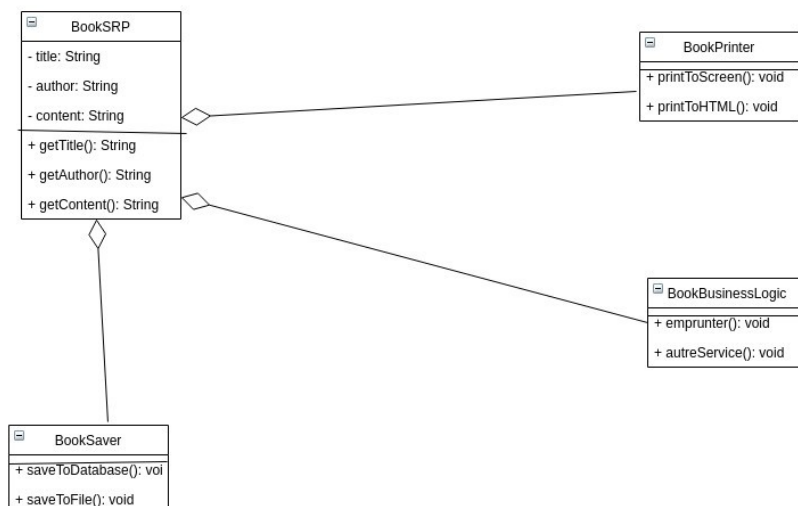 BookSRP
- title: String
- author: String
- content: String
+ getTitle(): String
+ getAuthor(): String
+ getContent(): String
BookPrinter
+ printToScreen(): void
+ printToHTML(): void
BookBusinessLogic
+ emprunter(): void
+ autreService(): void
BookSaver
+ saveToDatabase(): voi
+ saveToFile(): void